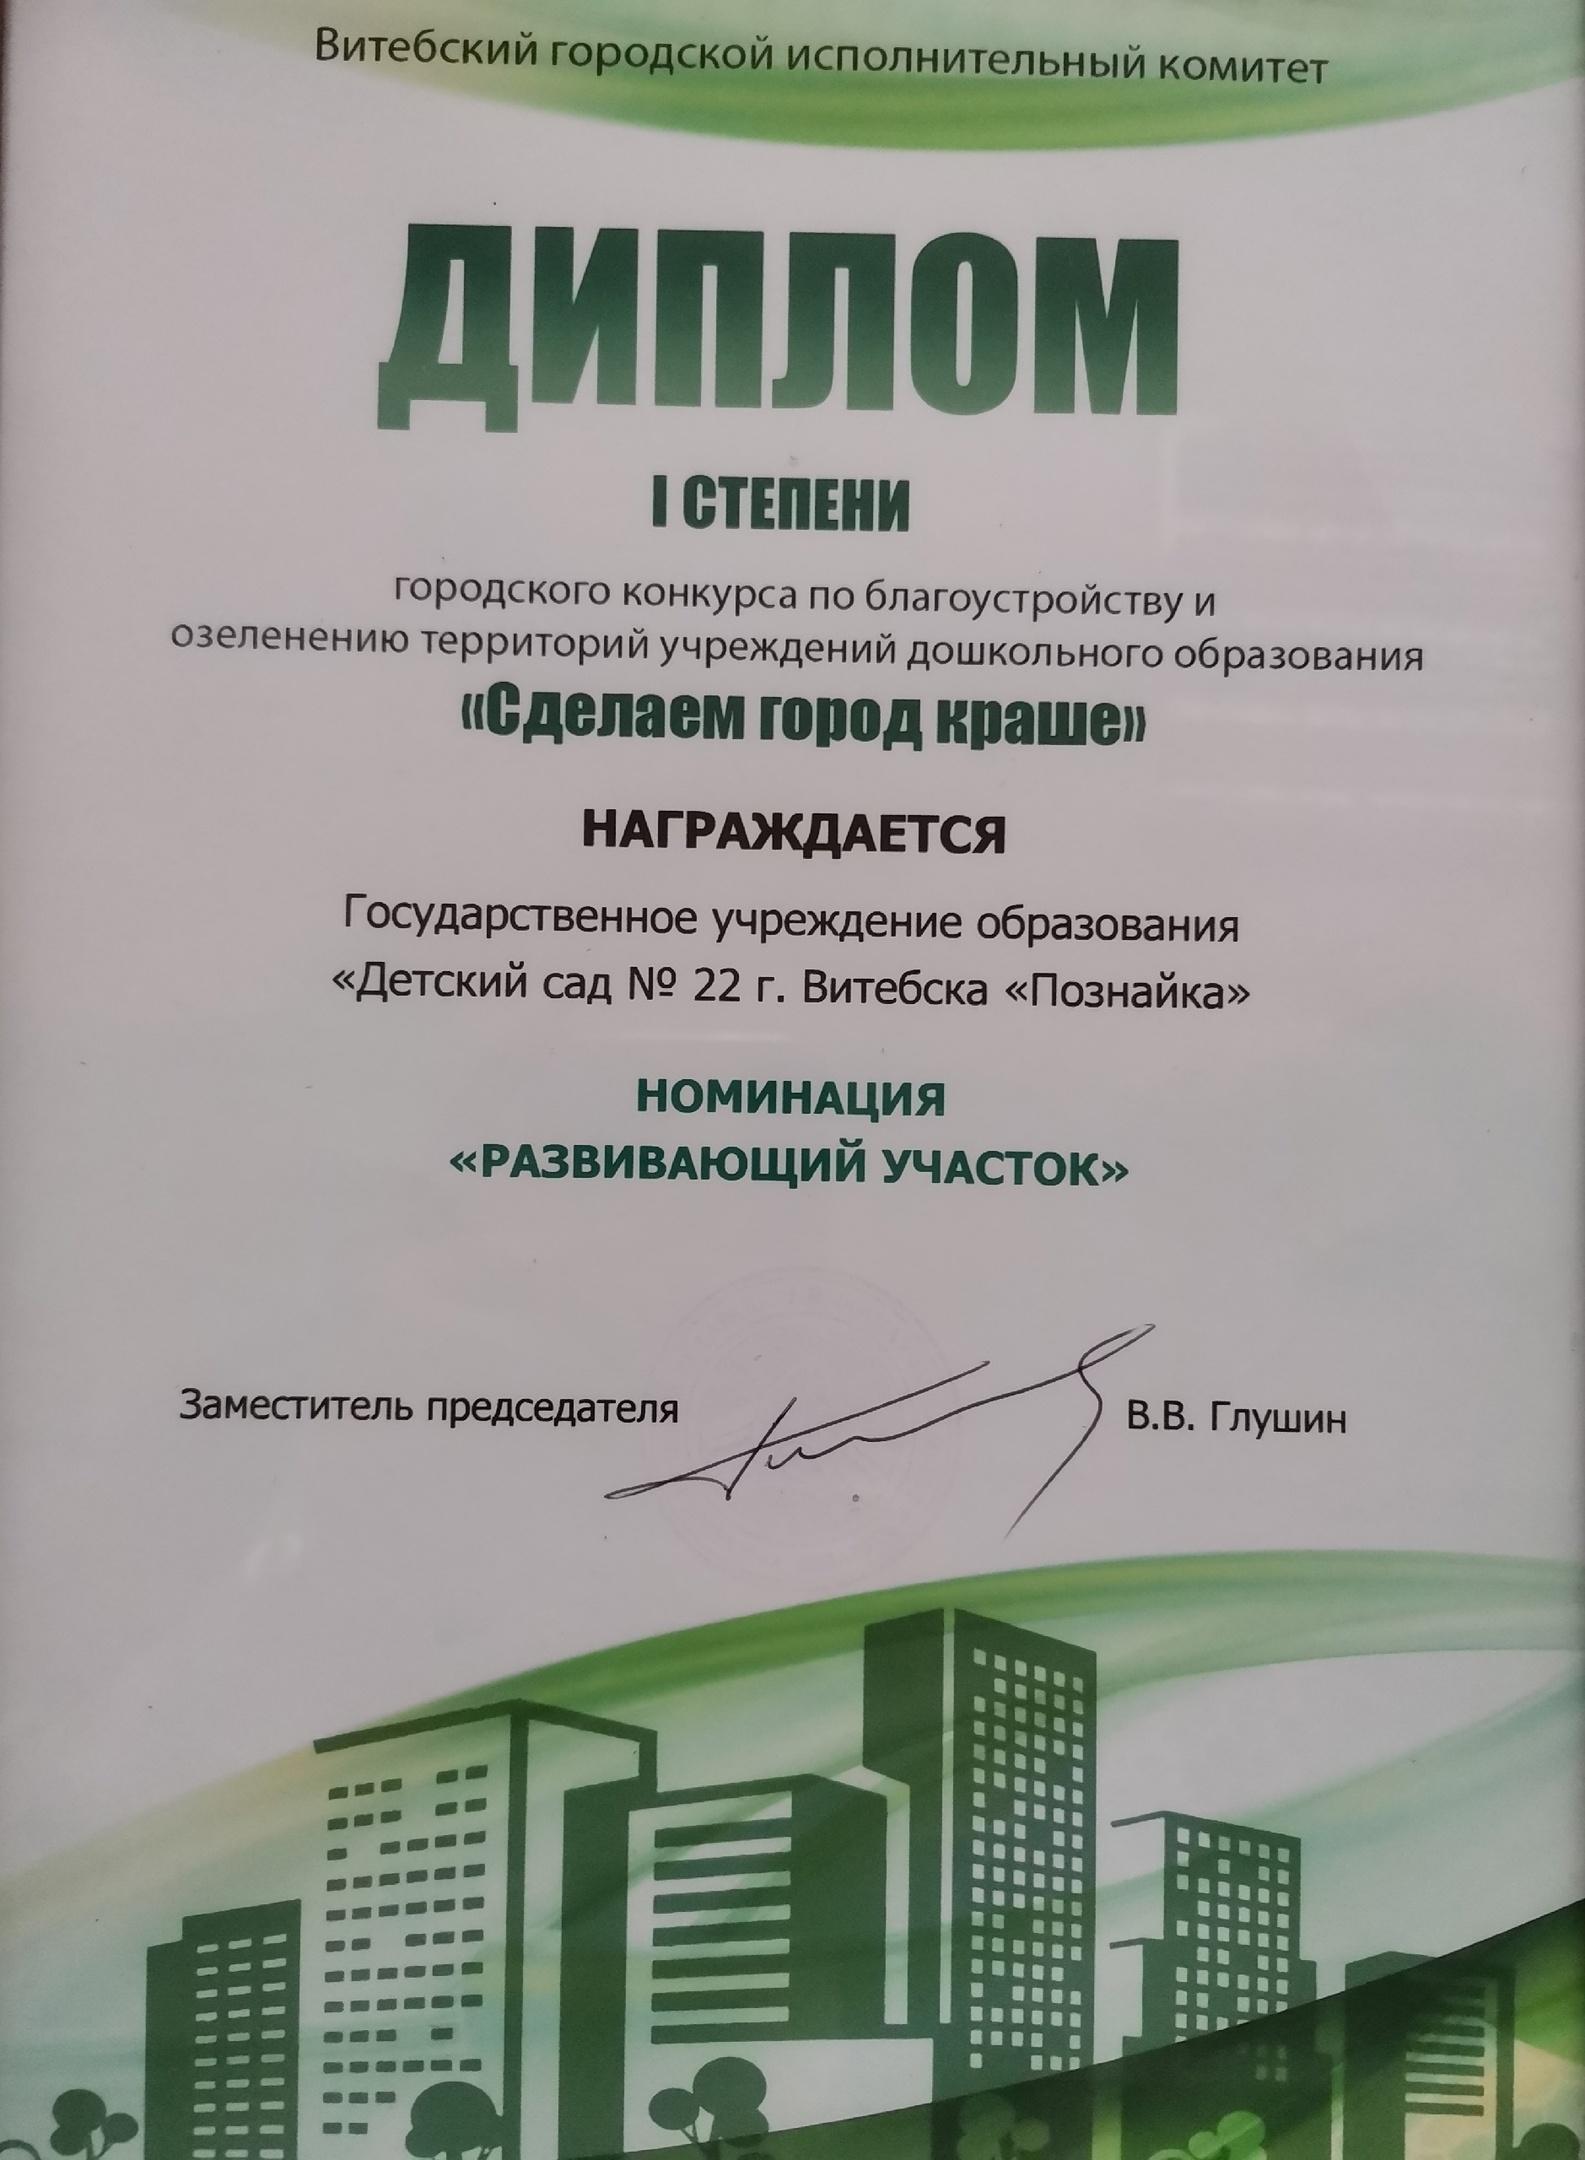 Витебский городской исполнительный комитет
ДИПЛОМ
I СТЕПЕНИ
городского конкурса по благоустройству и
озеленению территорий учреждений дошкольного образования
«Сделаем город краше»
НАГРАЖДАЕТСЯ
Государственное учреждение образования
«Детский сад № 22 г. Витебска «Познайка»
НОМИНАЦИЯ
«РАЗВИВАЮЩИЙ УЧАСТОК»
Заместитель председателя В.В. Глушин